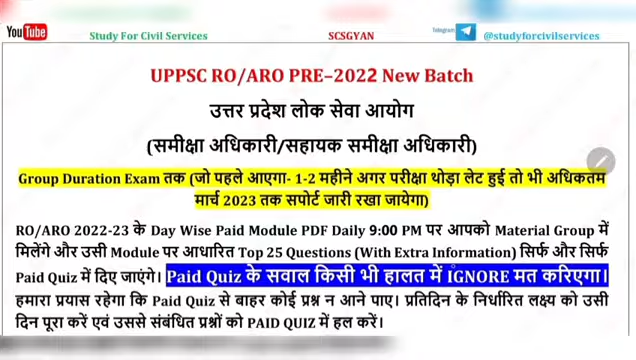 YouTube Study For Civil Services SCSGYAN Telegram @studyforcivilservices
UPPSC RO/ARO PRE–2022 New Batch
उत्तर प्रदेश लोक सेवा आयोग
(समीक्षा अधिकारी/सहायक समीक्षा अधिकारी)
Group Duration Exam तक (जो पहले आएगा- 1-2 महीने अगर परीक्षा थोड़ा लेट हुई तो भी अधिकतम
मार्च 2023 तक सपोर्ट जारी रखा जायेगा)
RO/ARO 2022-23 के Day Wise Paid Module PDF Daily 9:00 PM पर आपको Material Group में
मिलेंगे और उसी Module पर आधारित Top 25 Questions (With Extra Information) सिर्फ और सिर्फ
Paid Quiz में दिए जाएंगे। Paid Quiz के सवाल किसी भी हालत में IGNORE मत करिएगा।
हमारा प्रयास रहेगा कि Paid Quiz से बाहर कोई प्रश्न न आने पाए। प्रतिदिन के निर्धारित लक्ष्य को उसी
दिन पूरा करें एवं उससे संबंधित प्रश्नों को PAID QUIZ में हल करें।